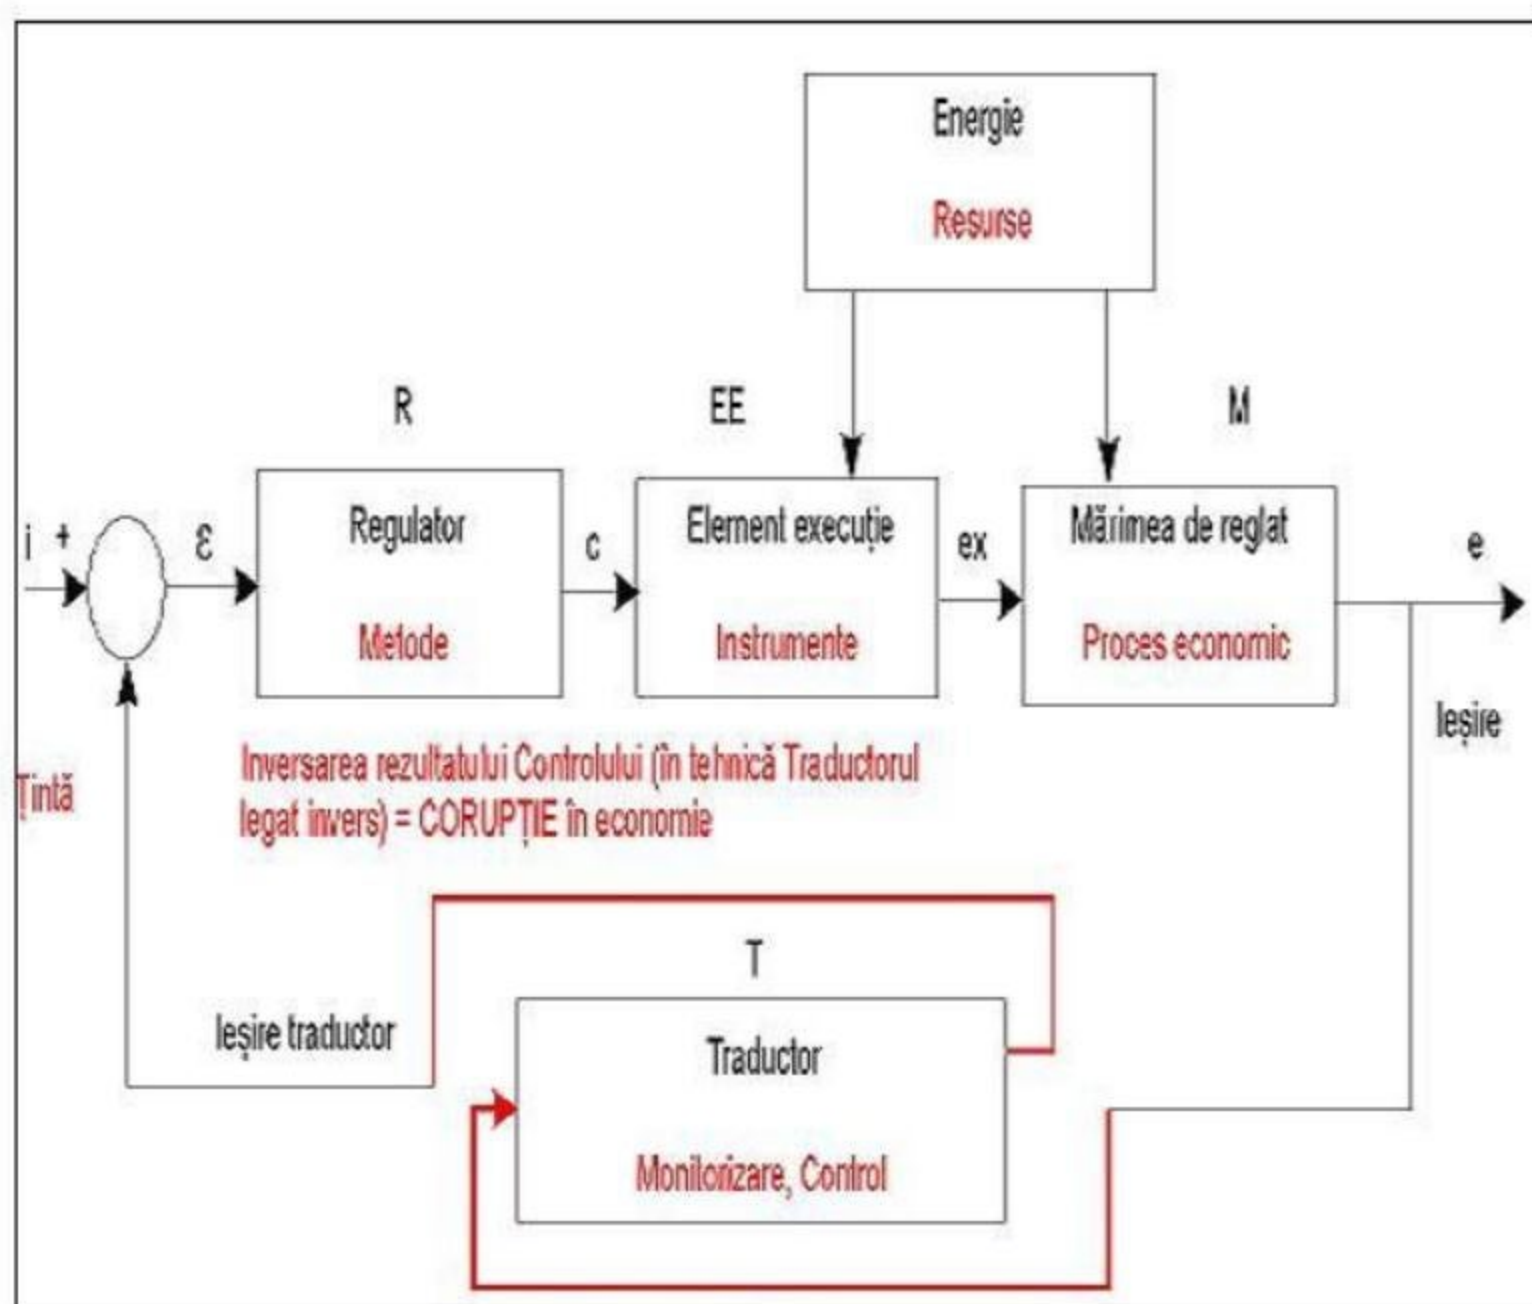 Energie
Resurse
R
EE
M
i +
ε
Regulator
Metode
c
Element execuție
Instrumente
ex
Mărimea de reglat
Proces economic
e
Ieșire
Țintă
Inversarea rezultatului Controlului (în tehnică Traductorul
legat invers) = CORUPȚIE în economie
T
Ieșire traductor
Traductor
Monitorizare, Control